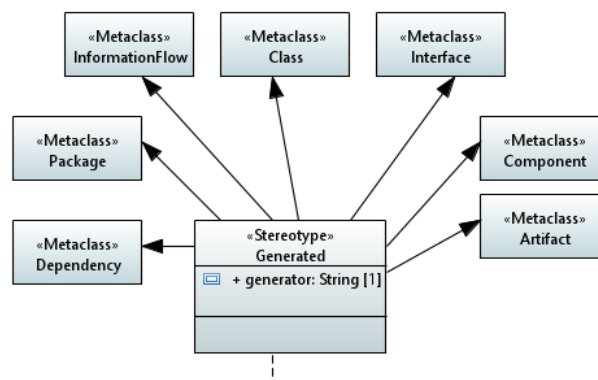 «Metaclass»
InformationFlow
«Metaclass»
Class
«Metaclass»
Interface
«Metaclass»
Package
«Metaclass»
Component
«Metaclass»
Dependency
«Stereotype»
Generated
«Metaclass»
Artifact
+ generator: String [1]